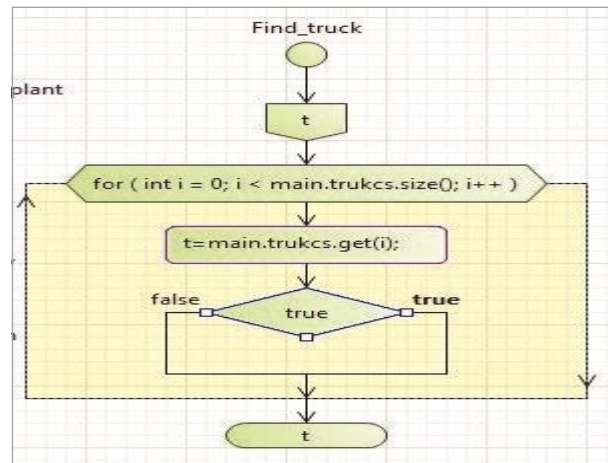 Find_truck
plant
t
for ( int i = 0; i < main.trukcs.size(); i++ )
t=main.trukcs.get(i);
false
true
true
t